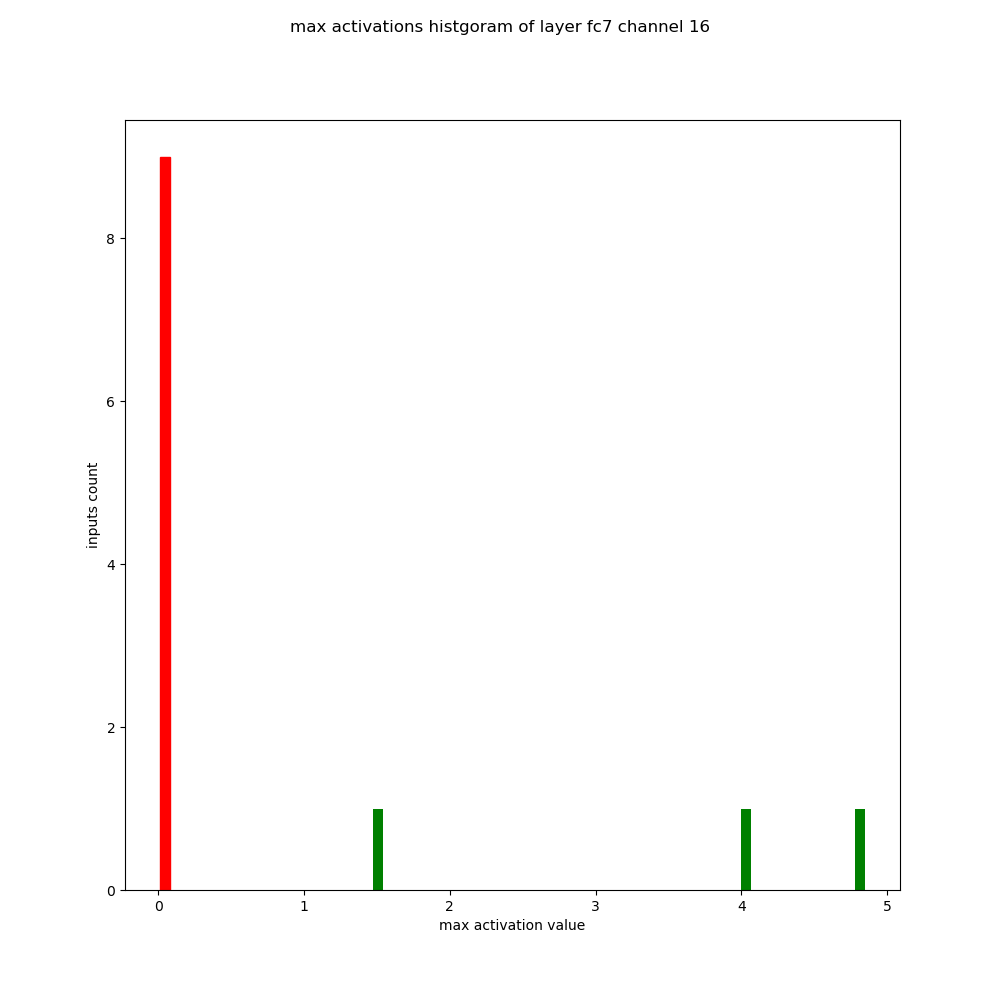 max activations histgoram of layer fc7 channel 16
8
6
4
2
0
inputs count
0 1 2 3 4 5
max activation value